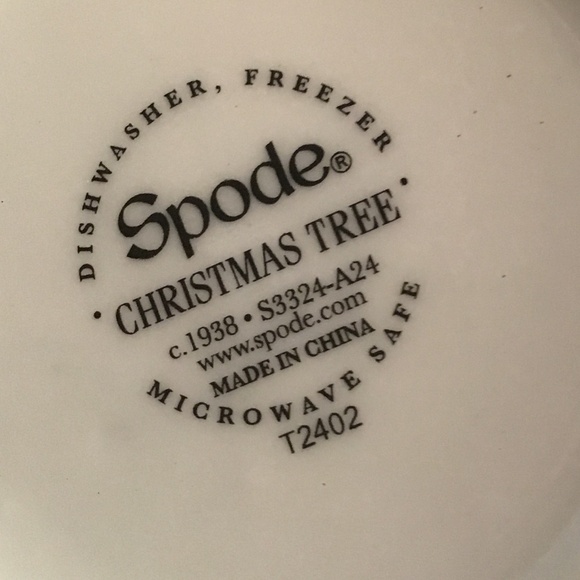 DISHWASHER, FREEZER
Spode®
• CHRISTMAS TREE •
c.1938 • S3324-A24
www.spode.com
MADE IN CHINA
MICROWAVE SAFE
T2402